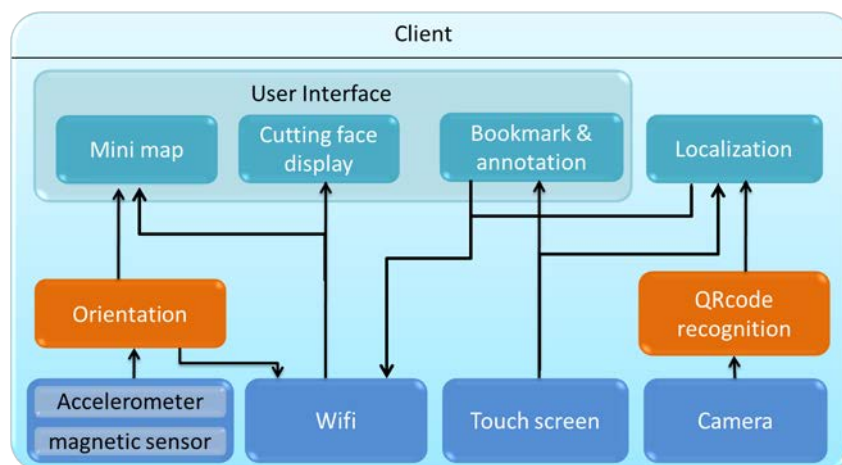 Client
User Interface
Mini map
Cutting face
display
Bookmark &
annotation
Localization
Orientation
QRcode
recognition
Accelerometer
magnetic sensor
Wifi
Touch screen
Camera